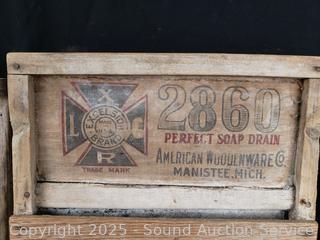 X
L C
EXCELSIOR
BRAND
R
TRADE MARK
2860
PERFECT SOAP DRAIN
AMERICAN WOODENWARE CO
MANISTEE, MICH.
Copyright 2025 - Sound Auction Service